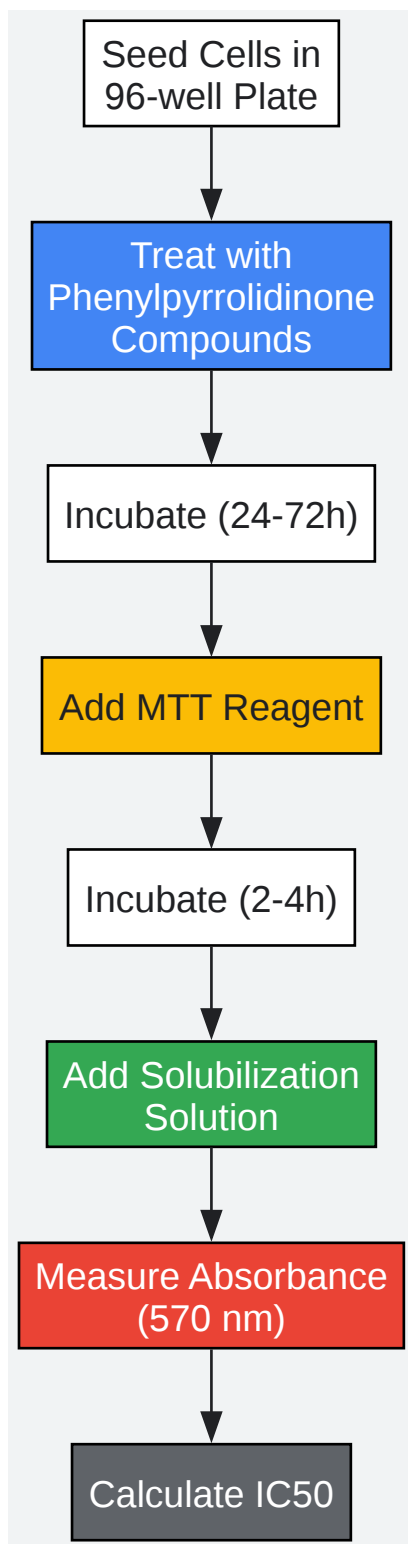 Seed Cells in
96-well Plate
Treat with
Phenylpyrrolidinone
Compounds
Incubate (24-72h)
Add MTT Reagent
Incubate (2-4h)
Add Solubilization
Solution
Measure Absorbance
(570 nm)
Calculate IC50